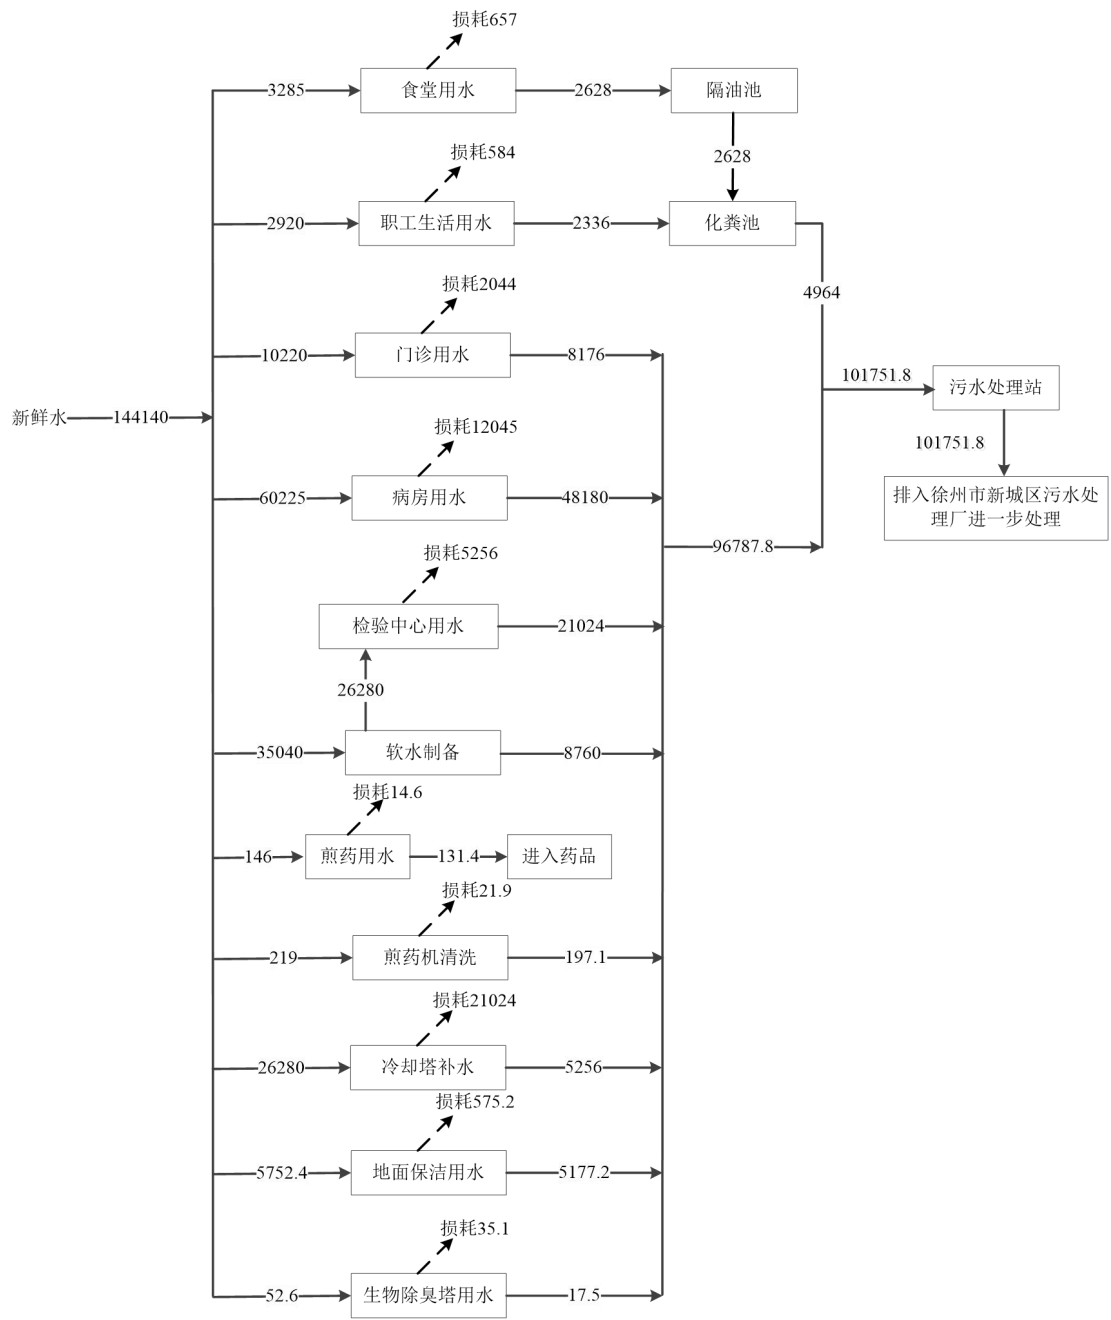 损耗657
3285
食堂用水
2628
隔油池
2628
损耗584
2920
职工生活用水
2336
化粪池
4964
损耗2044
10220
门诊用水
8176
新鲜水
144140
101751.8
污水处理站
101751.8
排入徐州市新城区污水处
理厂进一步处理
损耗12045
60225
病房用水
48180
96787.8
损耗5256
检验中心用水
21024
26280
35040
软水制备
8760
损耗14.6
146
煎药用水
131.4
进入药品
损耗21.9
219
煎药机清洗
197.1
损耗21024
26280
冷却塔补水
5256
损耗575.2
5752.4
地面保洁用水
5177.2
损耗35.1
52.6
生物除臭塔用水
17.5